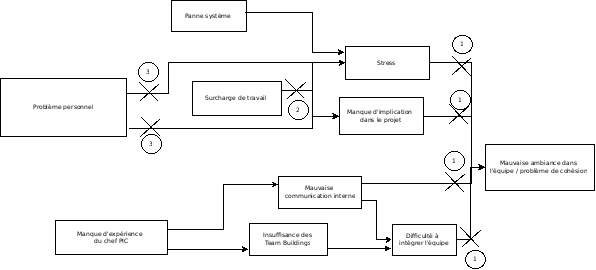 Panne système
1
Stress
3
Problème personnel
Surcharge de travail
2
1
Manque d'implication
dans le projet
3
1
Mauvaise ambiance dans
l'équipe / problème de cohésion
Mauvaise
communication interne
Manque d'expérience
du chef PIC
Insuffisance des
Team Buildings
Difficulté à
intégrer l'équipe
1